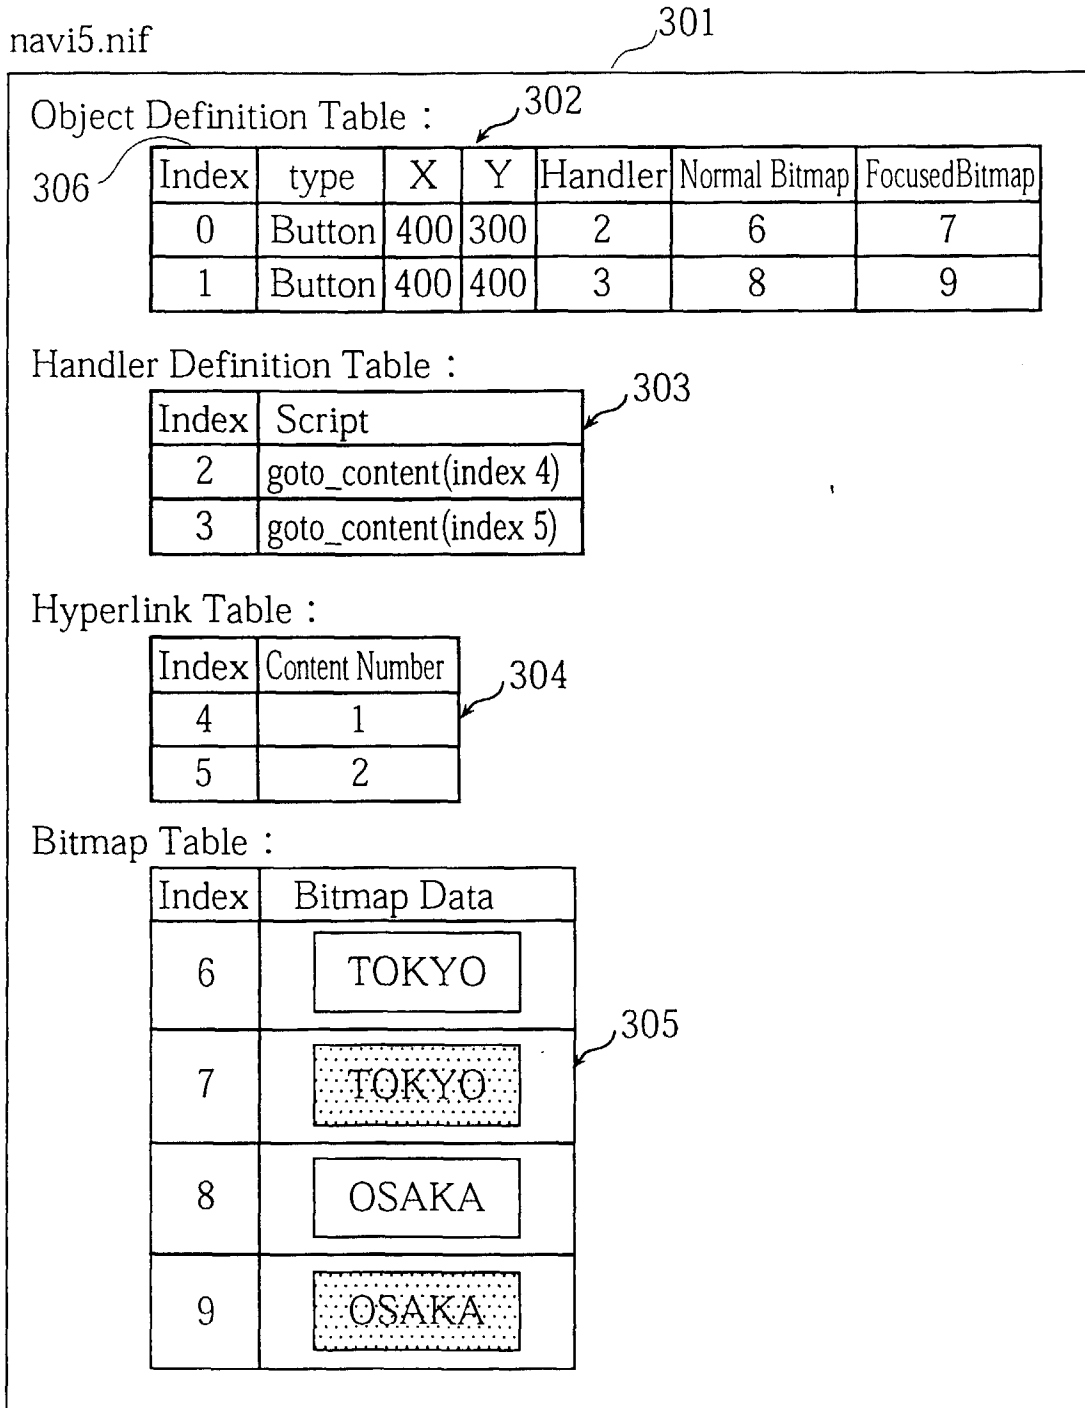 navi5.nif
301
Object Definition Table :
302
306
Index type X Y Handler Normal Bitmap FocusedBitmap
0 Button 400 300 2 6 7
1 Button 400 400 3 8 9
Handler Definition Table :
303
Index Script
2 goto_content(index 4)
3 goto_content(index 5)
Hyperlink Table :
304
Index Content Number
4 1
5 2
Bitmap Table :
Index Bitmap Data
6 TOKYO
305
7 TOKYO
8 OSAKA
9 OSAKA